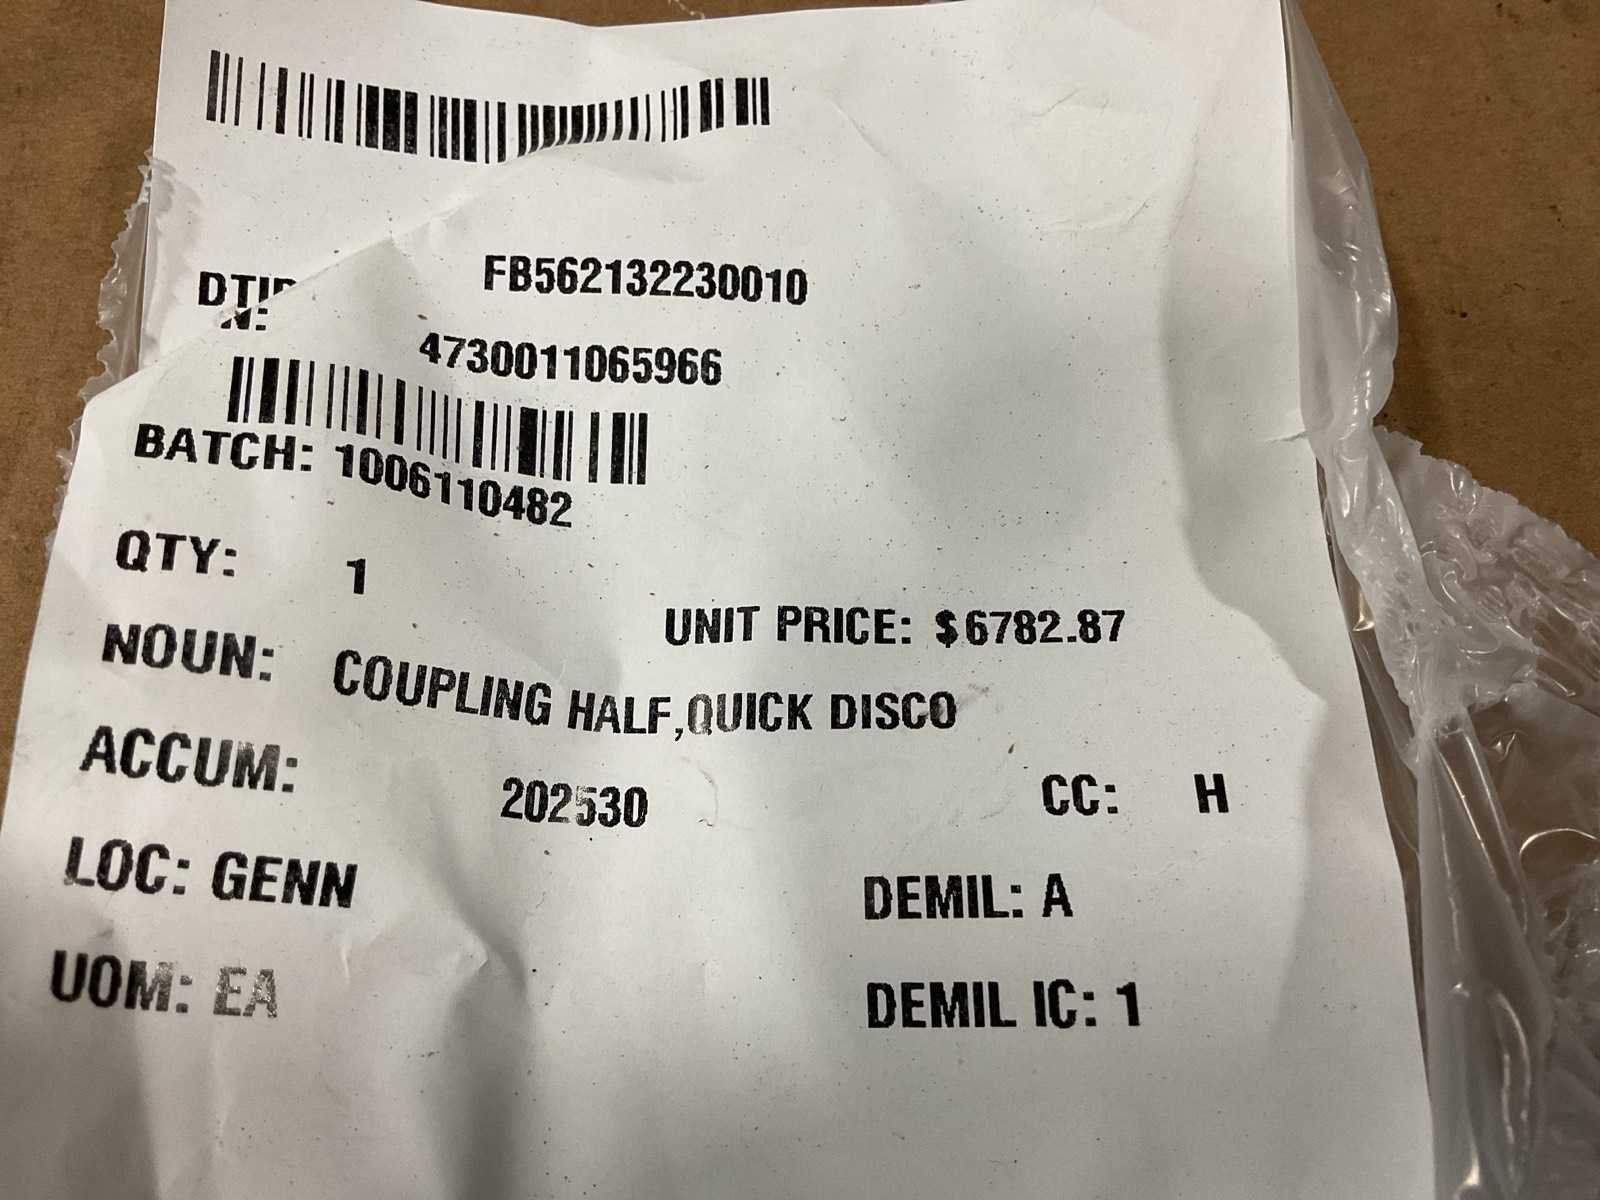 FB562132230010
N:
4730011065966
BATCH: 1006110482
QTY: 1
UNIT PRICE: $6782.87
NOUN: COUPLING HALF,QUICK DISCO
ACCUM: 202530
CC: H
LOC: GENN
DEMIL: A
UOM: EA
DEMIL IC: 1